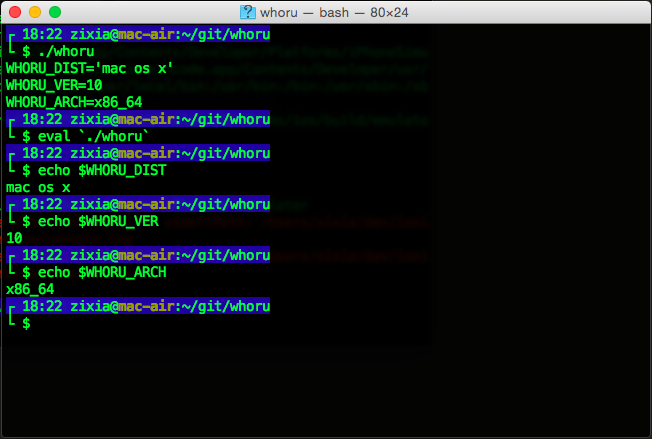 whoru — bash — 80×24
┌ 18:22 zixia@mac-air:~/git/whoru
└ $ ./whoru
WHORU_DIST='mac os x'
WHORU_VER=10
WHORU_ARCH=x86_64
┌ 18:22 zixia@mac-air:~/git/whoru
└ $ eval `./whoru`
┌ 18:22 zixia@mac-air:~/git/whoru
└ $ echo $WHORU_DIST
mac os x
┌ 18:22 zixia@mac-air:~/git/whoru
└ $ echo $WHORU_VER
10
┌ 18:22 zixia@mac-air:~/git/whoru
└ $ echo $WHORU_ARCH
x86_64
┌ 18:22 zixia@mac-air:~/git/whoru
└ $